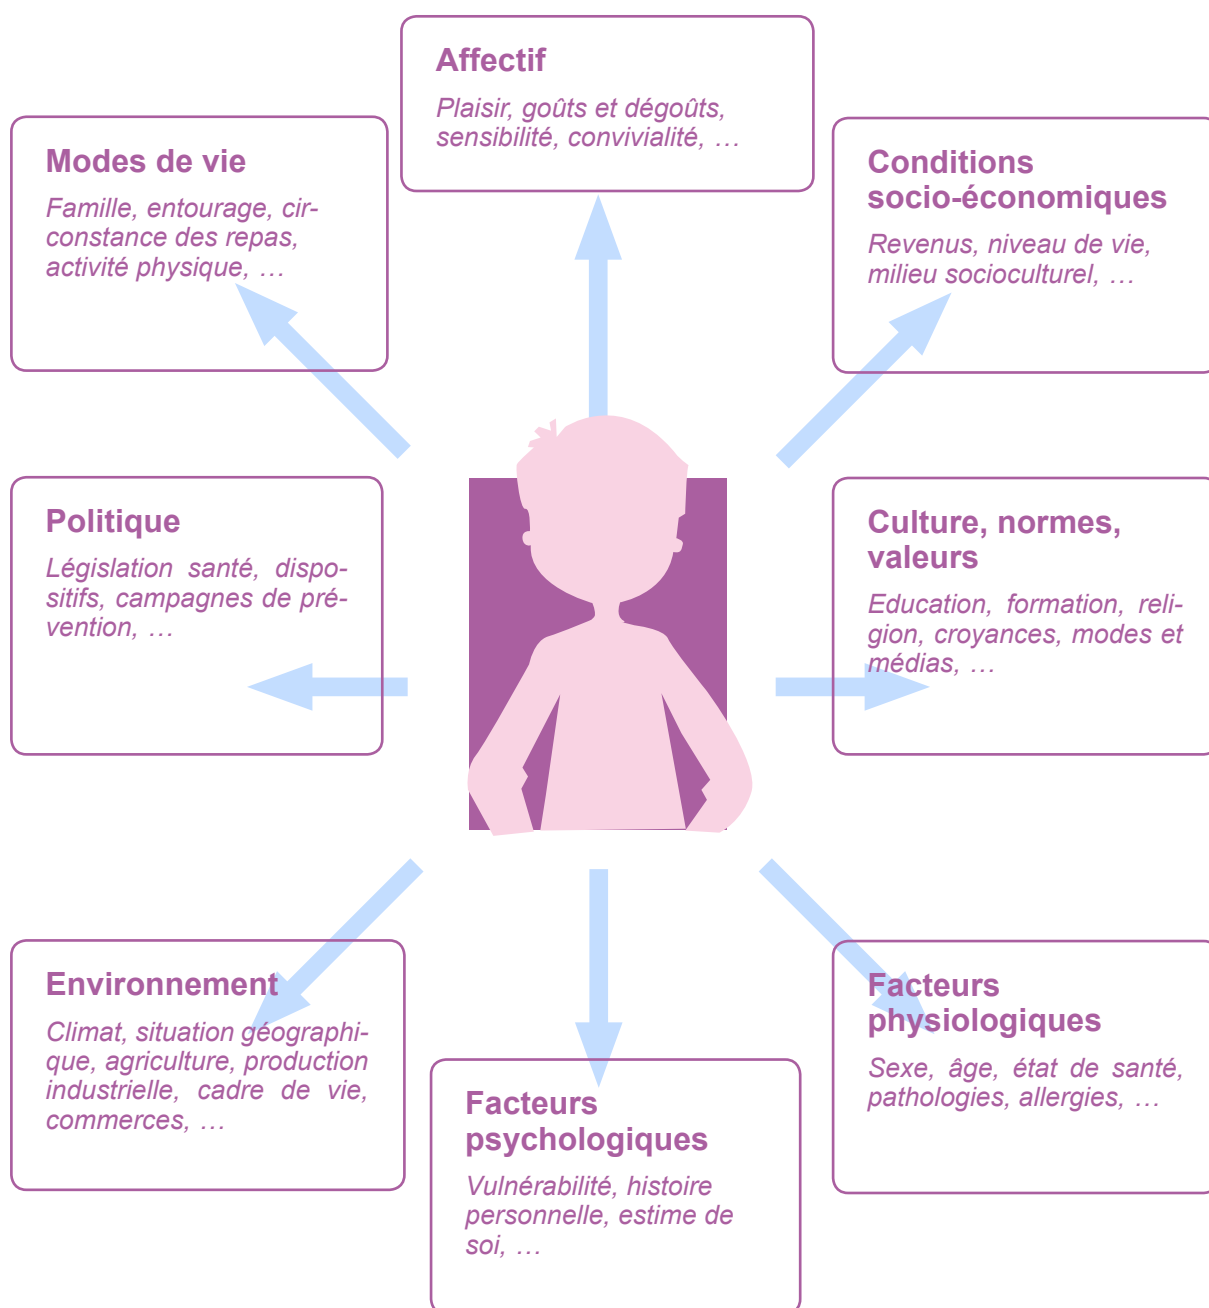 Affectif
Plaisir, goûts et dégoûts,
sensibilité, convivialité, …
Modes de vie
Famille, entourage, cir-
constance des repas,
activité physique, …
Conditions
socio-économiques
Revenus, niveau de vie,
milieu socioculturel, …
Politique
Législation santé, dispo-
sitifs, campagnes de pré-
vention, …
Culture, normes,
valeurs
Education, formation, reli-
gion, croyances, modes et
médias, …
Environnement
Climat, situation géographi-
que, agriculture, production
industrielle, cadre de vie,
commerces, …
Facteurs
psychologiques
Vulnérabilité, histoire
personnelle, estime de
soi, …
Facteurs
physiologiques
Sexe, âge, état de santé,
pathologies, allergies, …